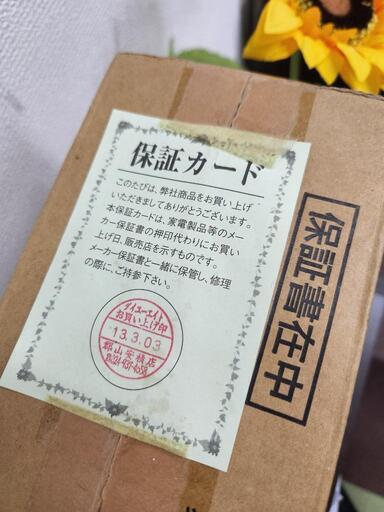 保証カード
このたびは、弊社商品をお買い上げ
いただきましてありがとうございます。
本保証カードは、家電製品等のメー
カー保証書の押印代わりにお買い
上げ日、販売店を示すものです。
メーカー保証書と一緒に保管し、修理
の際に、ご持参下さい。
ダイユーエイト
お買い上げ印
13.3.03
郡山安積店
保証書在中